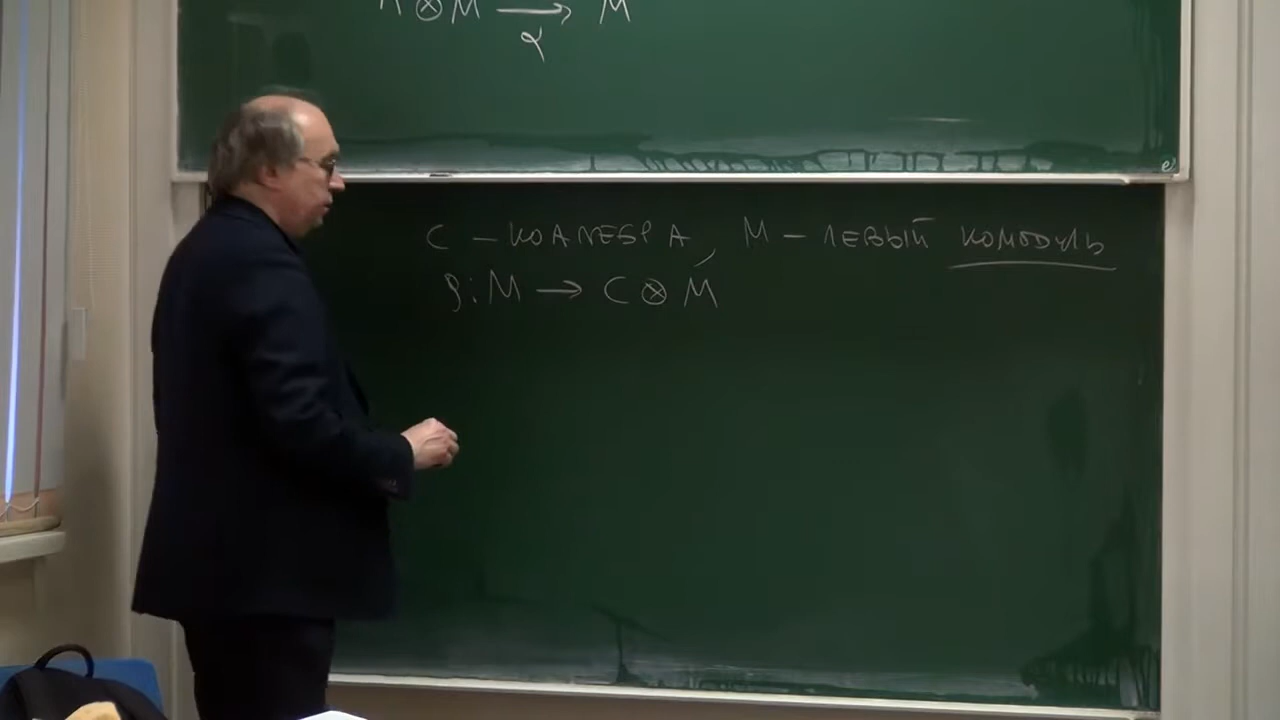 A ⊗ M → M
α
C – КОАЛГЕБРА, M – ЛЕВЫЙ КОМОДУЛЬ
ρ: M → C ⊗ M